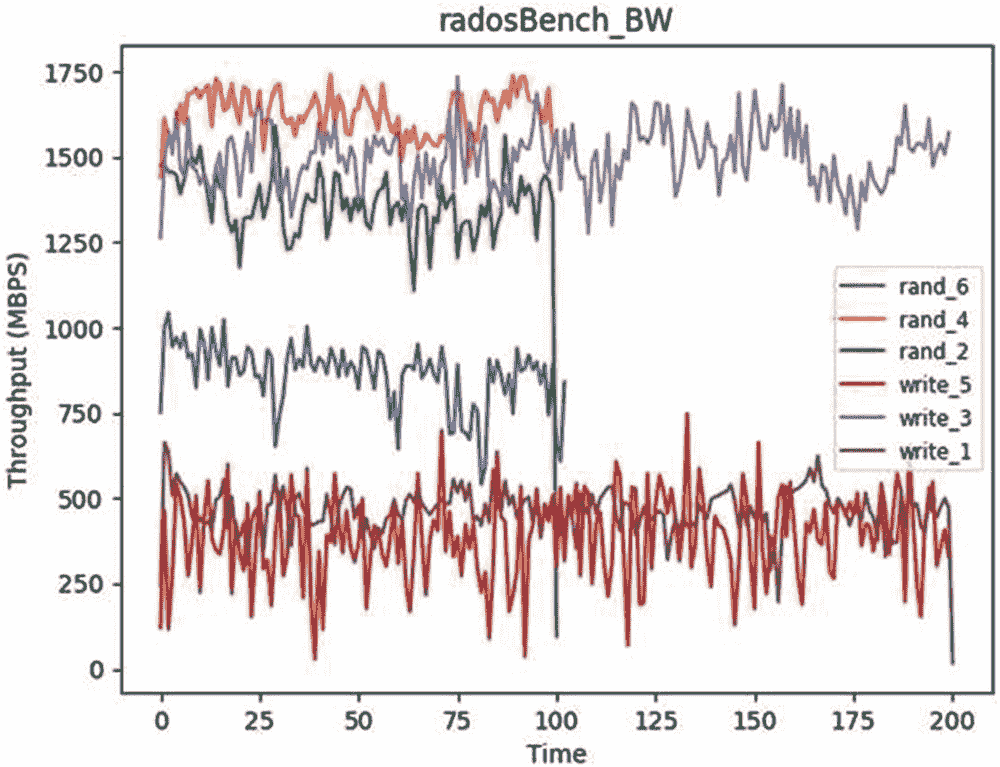 radosBench_BW
Throughput (MBPS)
1750
1500
1250
1000
750
500
250
0
rand_6
rand_4
rand_2
write_5
write_3
write_1
0 25 50 75 100 125 150 175 200
Time